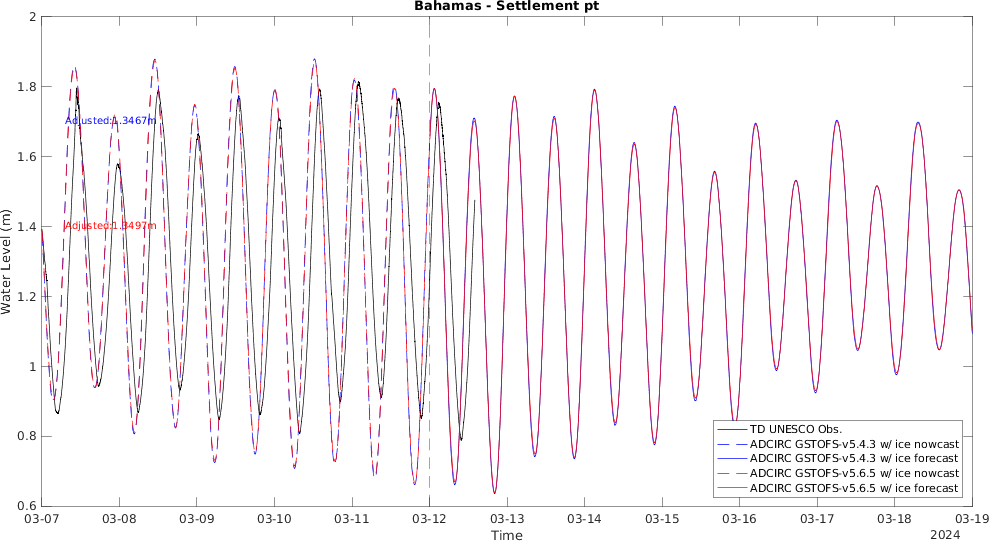 Bahamas - Settlement pt
2
1.8
1.6
1.4
1.2
1
0.8
0.6
Water Level (m)
Adjusted:1.3467m
Adjusted:1.3497m
TD UNESCO Obs.
ADCIRC GSTOFS-v5.4.3 w/ ice nowcast
ADCIRC GSTOFS-v5.4.3 w/ ice forecast
ADCIRC GSTOFS-v5.6.5 w/ ice nowcast
ADCIRC GSTOFS-v5.6.5 w/ ice forecast
03-07 03-08 03-09 03-10 03-11 03-12 03-13 03-14 03-15 03-16 03-17 03-18 03-19
Time
2024